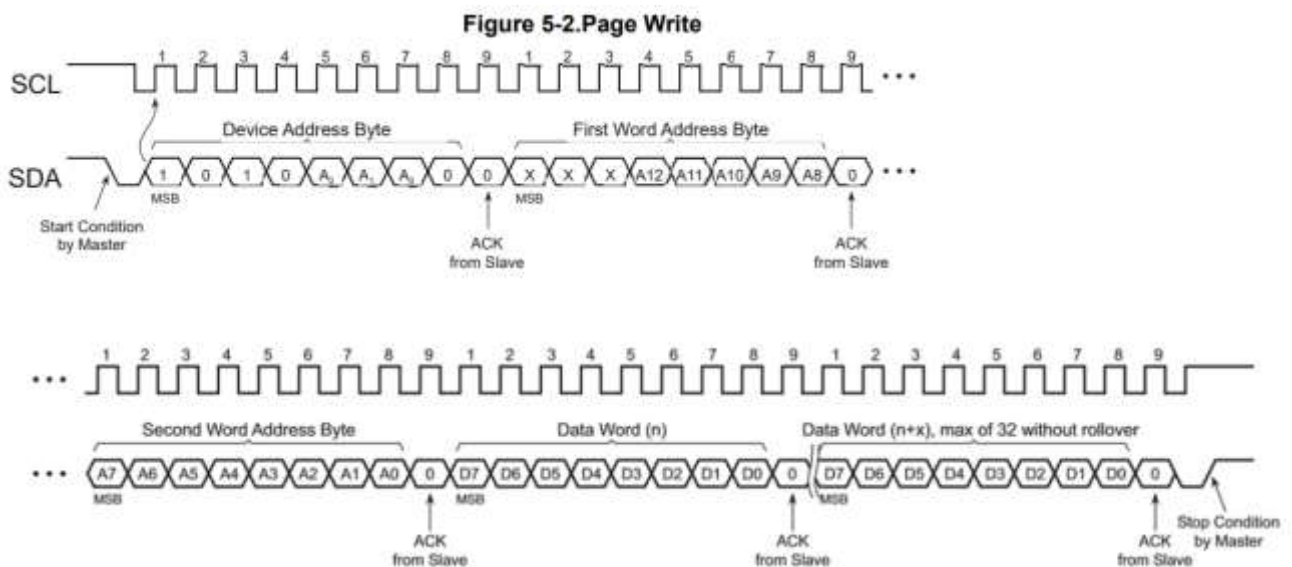 Figure 5-2.Page Write
1 2 3 4 5 6 7 8 9 1 2 3 4 5 6 7 8 9
SCL • • •
Device Address Byte First Word Address Byte
SDA 1 0 1 0 A2 A1 A0 0 0 X X X A12 A11 A10 A9 A8 0 • • •
MSB MSB
Start Condition
by Master
ACK
from Slave
ACK
from Slave
1 2 3 4 5 6 7 8 9 1 2 3 4 5 6 7 8 9 1 2 3 4 5 6 7 8 9
• • •
Second Word Address Byte Data Word (n) Data Word (n+x), max of 32 without rollover
• • • A7 A6 A5 A4 A3 A2 A1 A0 0 D7 D6 D5 D4 D3 D2 D1 D0 0 D7 D6 D5 D4 D3 D2 D1 D0 0
MSB MSB MSB
ACK
from Slave
ACK
from Slave
ACK
from Slave
Stop Condition
by Master